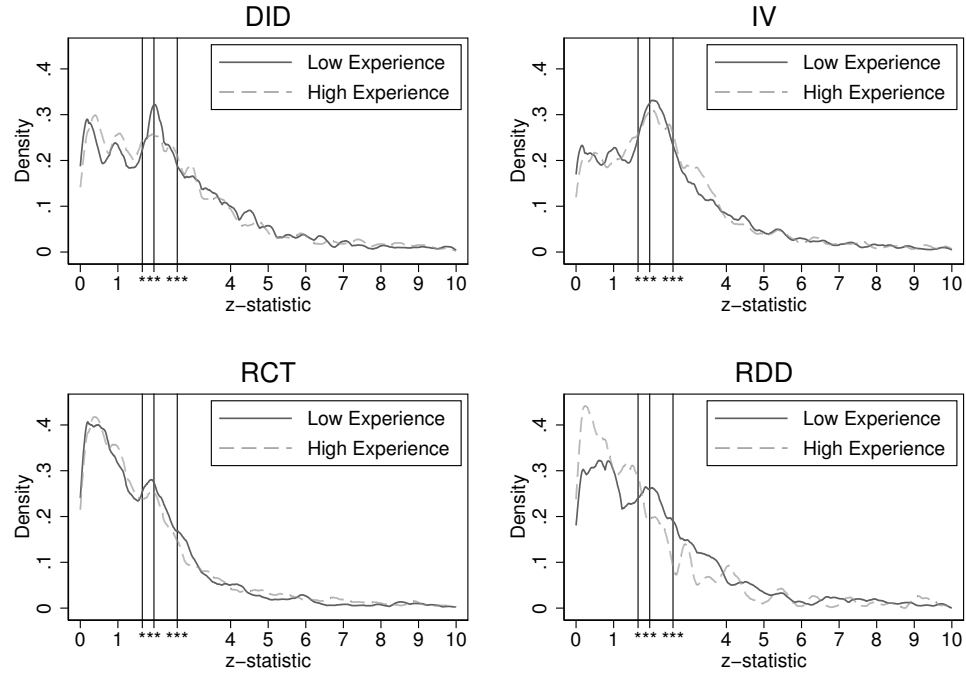 DID
Low Experience
High Experience
Density
0 .1 .2 .3 .4
0 1 *** *** 4 5 6 7 8 9 10
z−statistic
IV
Low Experience
High Experience
Density
0 .1 .2 .3 .4
0 1 *** *** 4 5 6 7 8 9 10
z−statistic
RCT
Low Experience
High Experience
Density
0 .1 .2 .3 .4
0 1 *** *** 4 5 6 7 8 9 10
z−statistic
RDD
Low Experience
High Experience
Density
0 .1 .2 .3 .4
0 1 *** *** 4 5 6 7 8 9 10
z−statistic